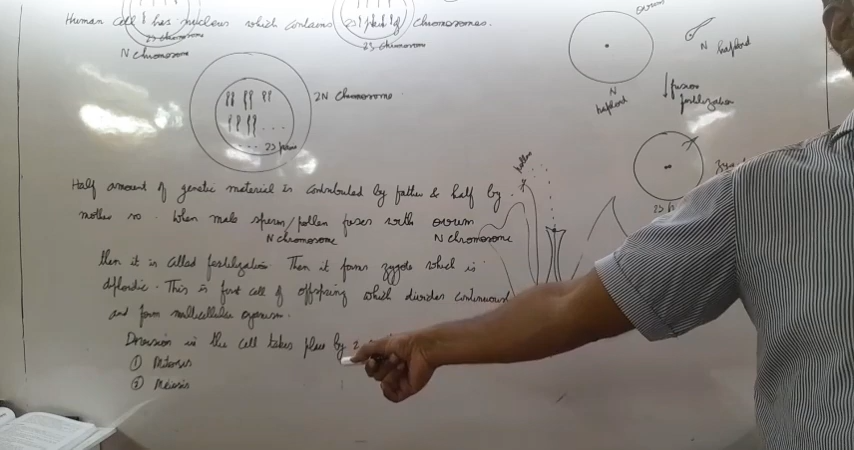 Human cell has nucleus which contains 23 pair of chromosomes.
23 chromosome
23 chromosome
N Chromosome
2N Chromosome
23 pairs
ovum
N haploid
N
haploid
fusion
fertilization
pollen
Half amount of genetic material is contributed by father & half by
mother so. When male sperm/pollen fuses with ovum
N chromosome
N chromosome
then it is called fertilization Then it forms zygote which is
diploidic. This is first cell of offspring which divides continuously
and form multicellular organism.
Division in the cell takes place by 2
① Mitosis
② Meiosis